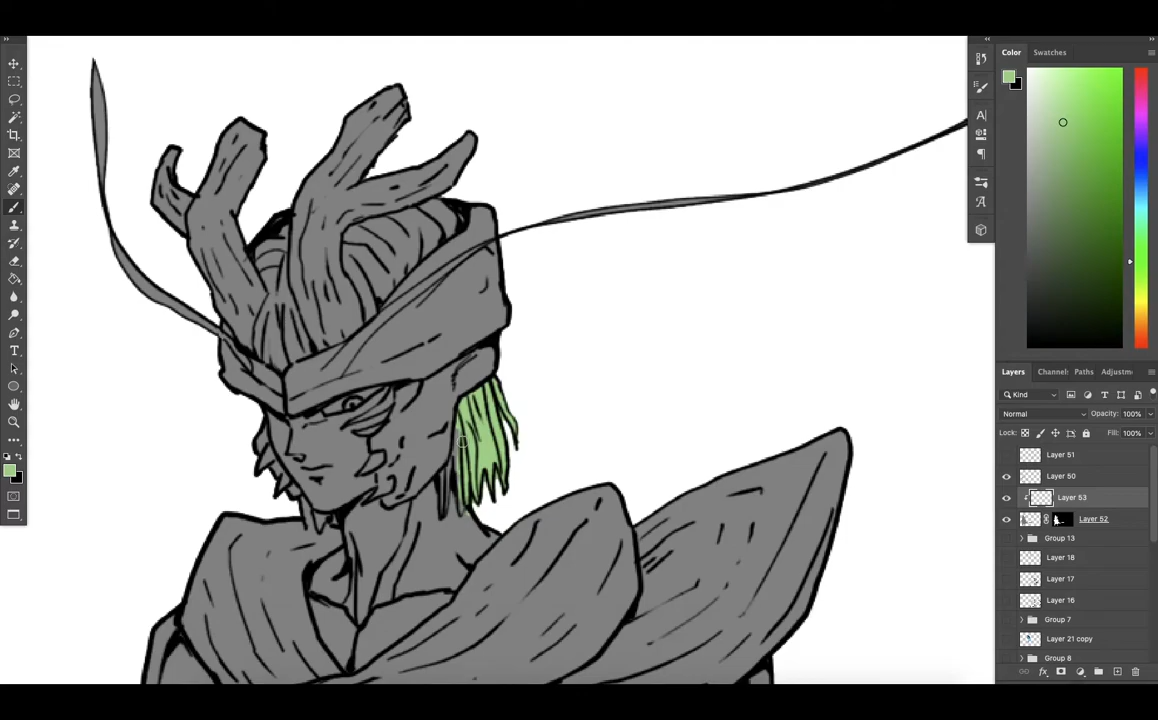 Color Swatches
Layers Channel: Paths Adjustm
Kind
Normal Opacity: 100%
Lock: Fill: 100%
Layer 51
Layer 50
Layer 53
Layer 52
Group 13
Layer 18
Layer 17
Layer 16
Group 7
Layer 21 copy
Group 8